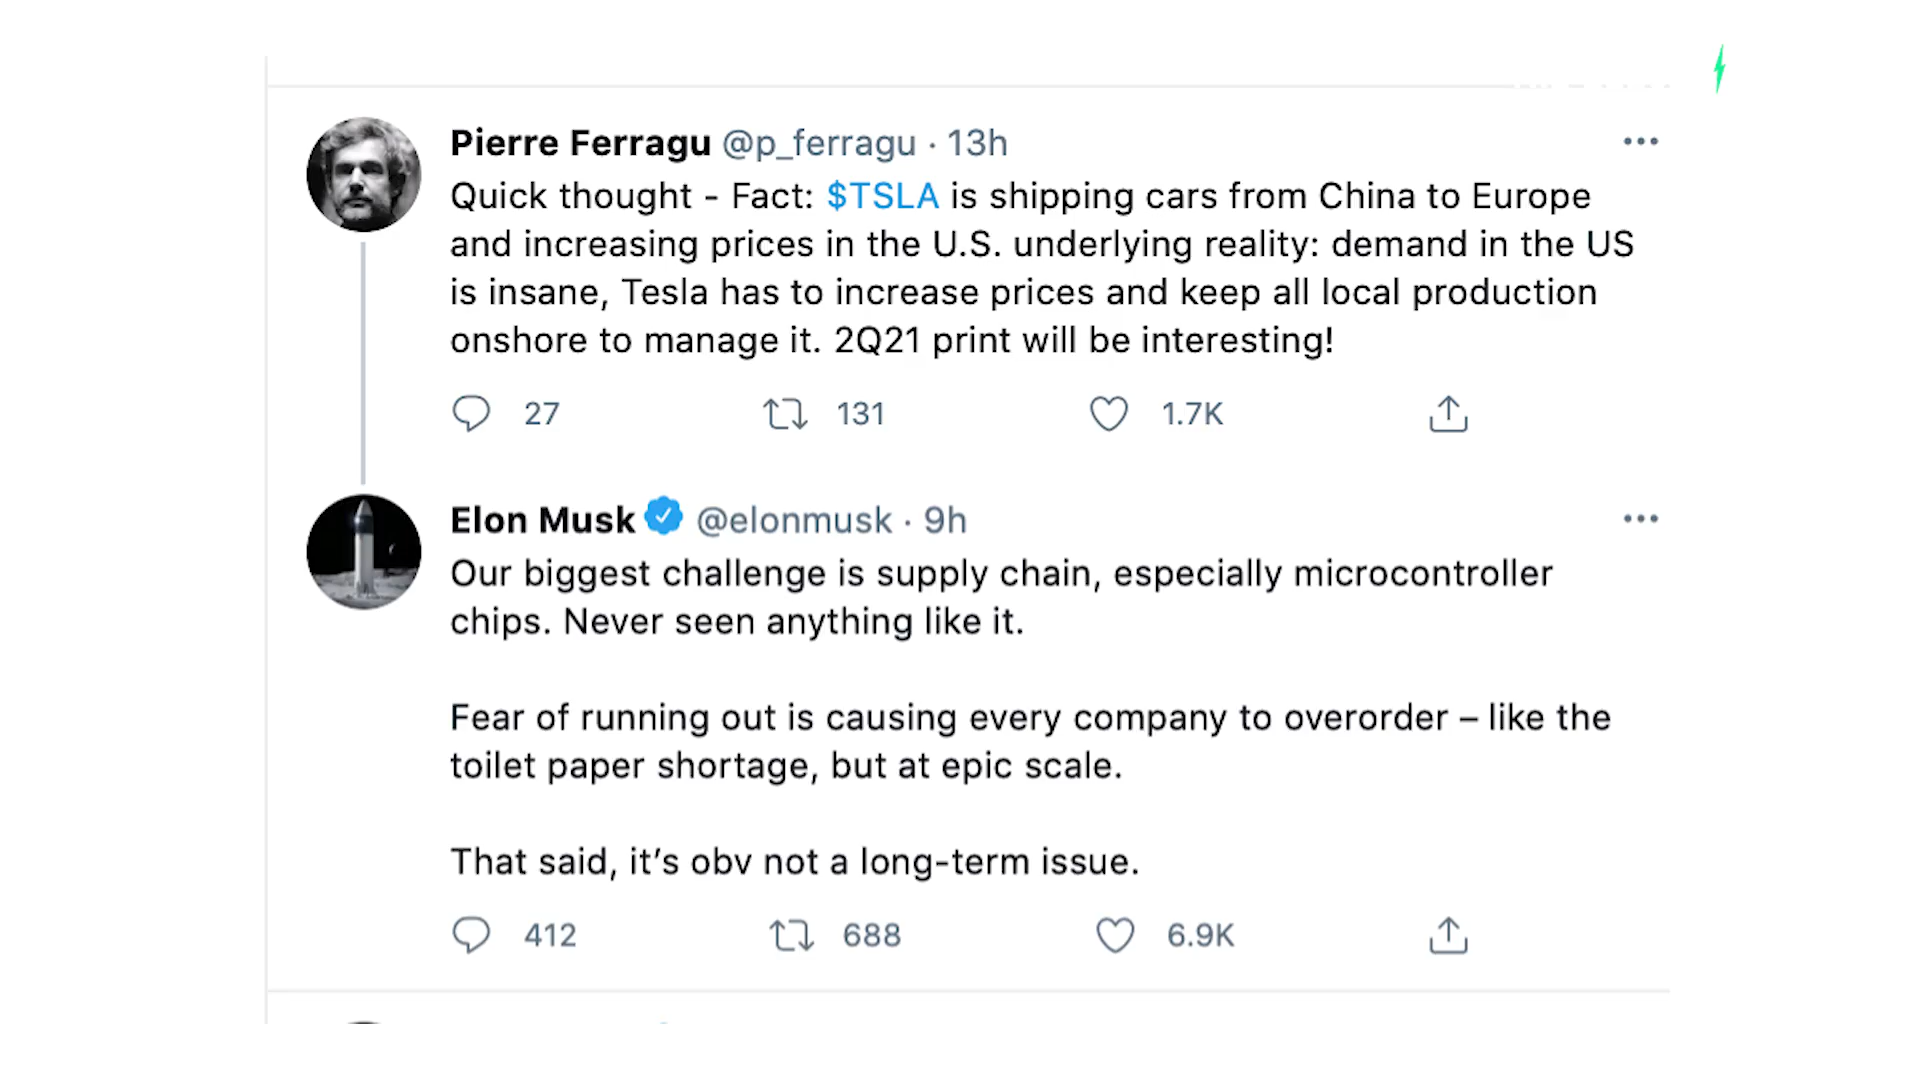 Pierre Ferragu @p_ferragu · 13h
Quick thought - Fact: $TSLA is shipping cars from China to Europe
and increasing prices in the U.S. underlying reality: demand in the US
is insane, Tesla has to increase prices and keep all local production
onshore to manage it. 2Q21 print will be interesting!
27 131 1.7K
Elon Musk @elonmusk · 9h
Our biggest challenge is supply chain, especially microcontroller
chips. Never seen anything like it.
Fear of running out is causing every company to overorder – like the
toilet paper shortage, but at epic scale.
That said, it’s obv not a long-term issue.
412 688 6.9K